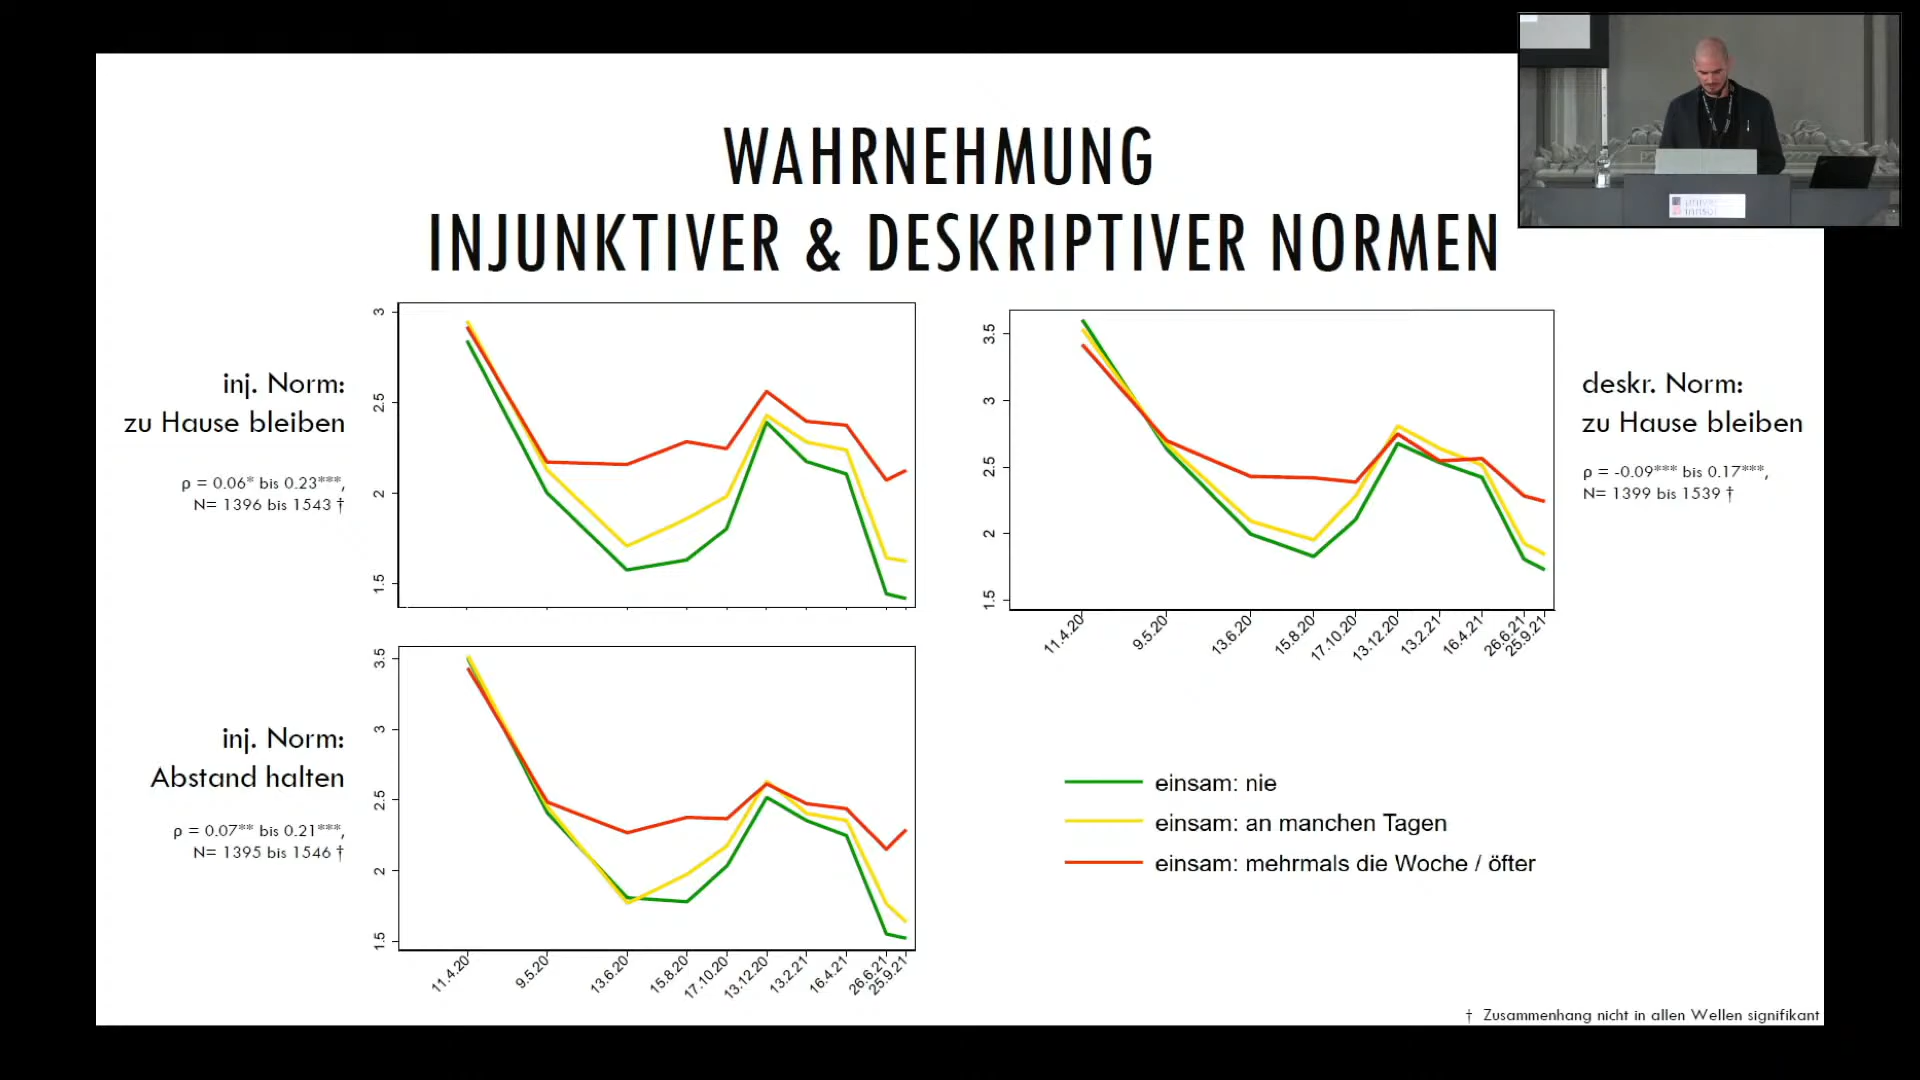 WAHRNEHMUNG
INJUNKTIVER & DESKRIPTIVER NORMEN
inj. Norm:
zu Hause bleiben
ρ = 0.06* bis 0.23***,
N= 1396 bis 1543 †
3
2.5
2
1.5
3.5
3
2.5
2
1.5
11.4.20
9.5.20
13.6.20
15.8.20
17.10.20
13.12.20
13.2.21
16.4.21
26.6.21
25.9.21
deskr. Norm:
zu Hause bleiben
ρ = -0.09*** bis 0.17***,
N= 1399 bis 1539 †
inj. Norm:
Abstand halten
ρ = 0.07** bis 0.21***,
N= 1395 bis 1546 †
3.5
3
2.5
2
1.5
11.4.20
9.5.20
13.6.20
15.8.20
17.10.20
13.12.20
13.2.21
16.4.21
26.6.21
25.9.21
einsam: nie
einsam: an manchen Tagen
einsam: mehrmals die Woche / öfter
† Zusammenhang nicht in allen Wellen signifikant